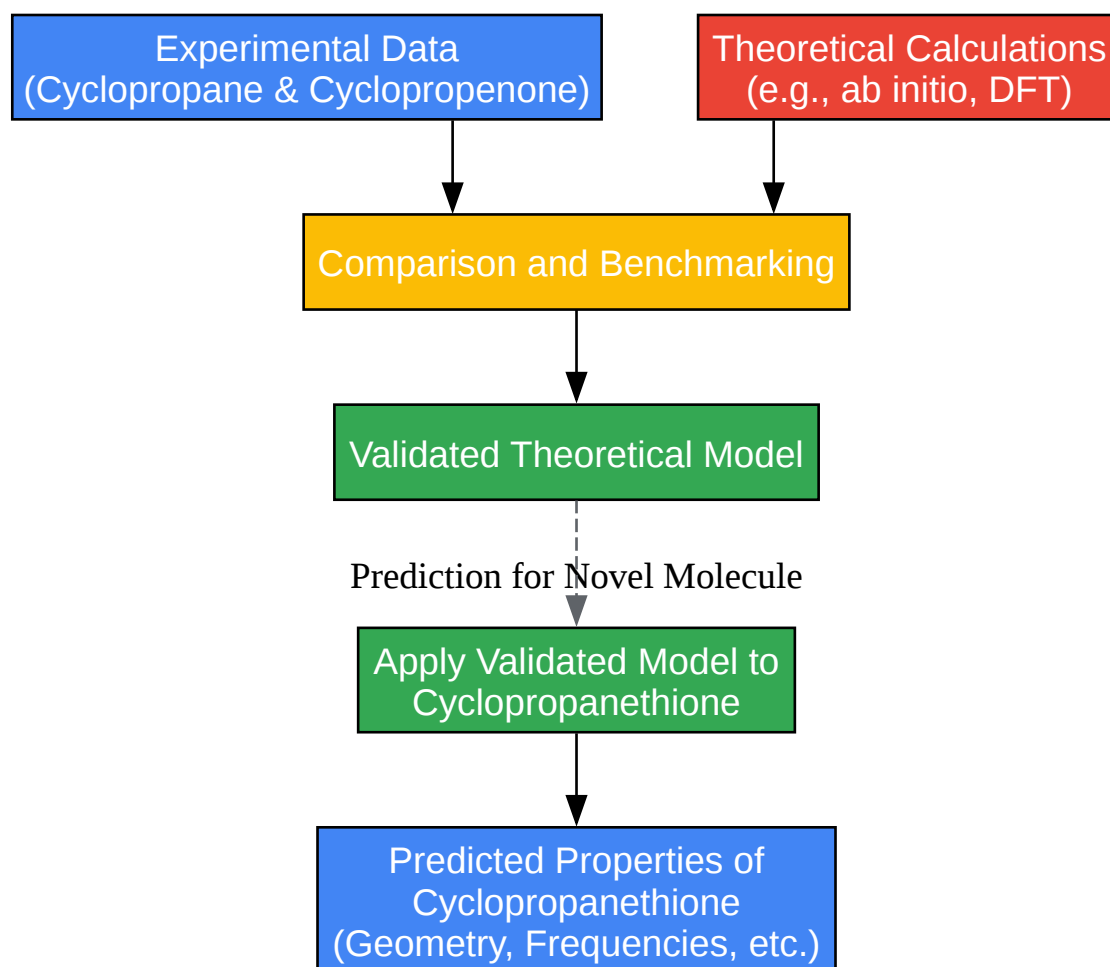 Experimental Data
(Cyclopropane & Cyclopropenone)
Theoretical Calculations
(e.g., ab initio, DFT)
Comparison and Benchmarking
Validated Theoretical Model
Prediction for Novel Molecule
Apply Validated Model to
Cyclopropanethione
Predicted Properties of
Cyclopropanethione
(Geometry, Frequencies, etc.)